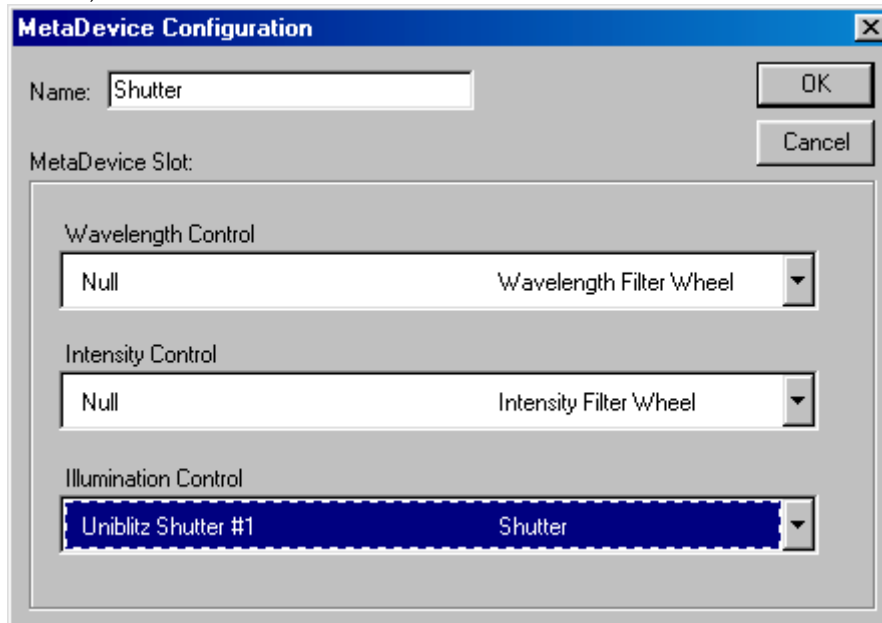 MetaDevice Configuration
Name: Shutter
OK
Cancel
MetaDevice Slot:
Wavelength Control
Null Wavelength Filter Wheel
Intensity Control
Null Intensity Filter Wheel
Illumination Control
Uniblitz Shutter #1 Shutter